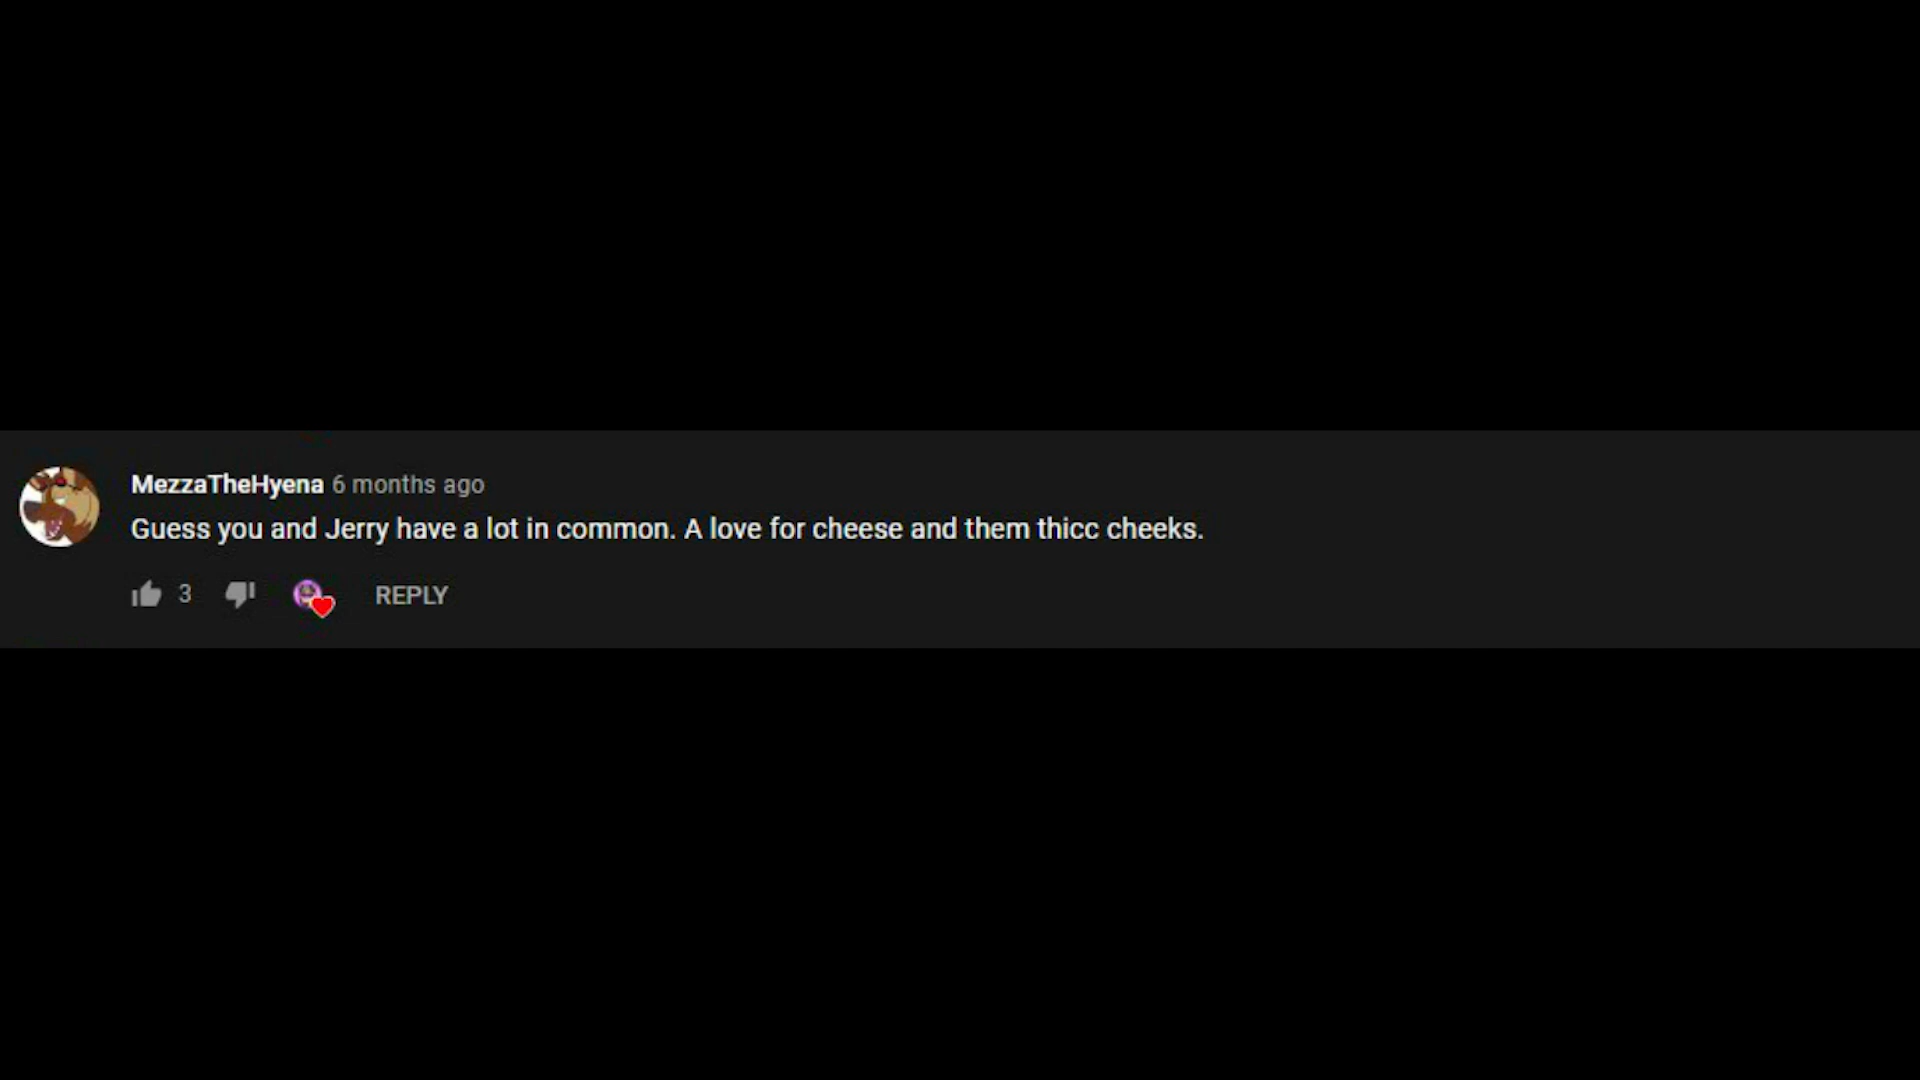 MezzaTheHyena 6 months ago
Guess you and Jerry have a lot in common. A love for cheese and them thicc cheeks.
3 REPLY